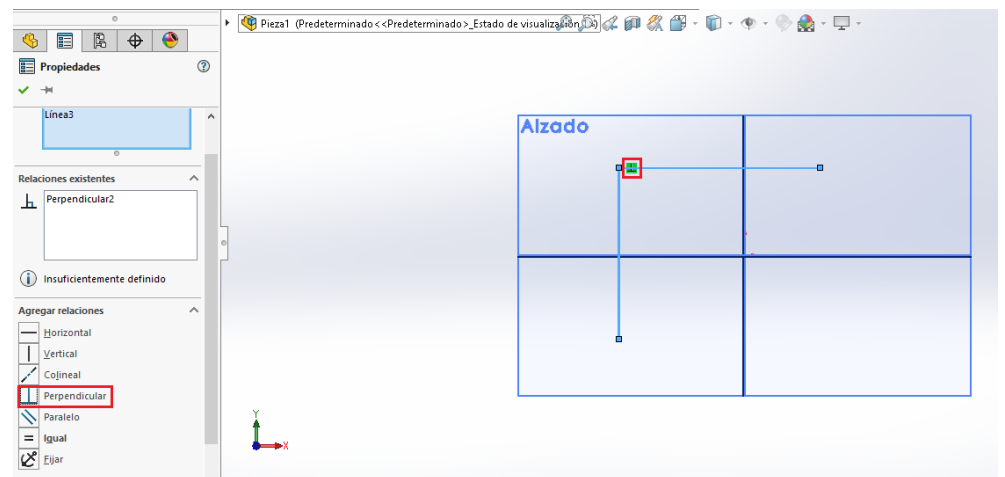 Pieza1 (Predeterminado<<Predeterminado>_Estado de visualización
Propiedades
Línea3
Relaciones existentes
Perpendicular2
Insuficientemente definido
Agregar relaciones
Horizontal
Vertical
Colineal
Perpendicular
Paralelo
Igual
Fijar
Alzado
Y
X